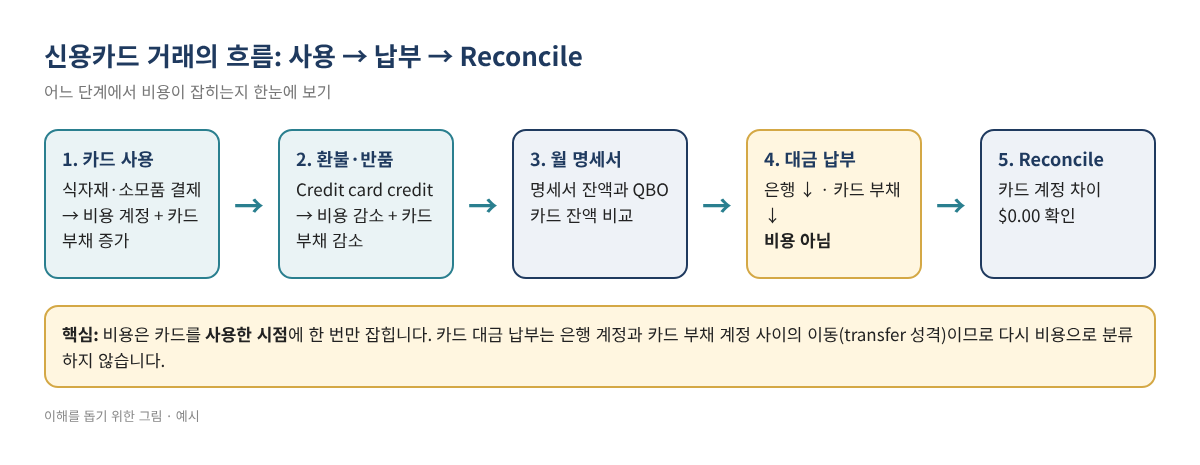 신용카드 거래의 흐름: 사용 → 납부 → Reconcile
어느 단계에서 비용이 잡히는지 한눈에 보기
1. 카드 사용
식자재·소모품 결제
→ 비용 계정 + 카드
부채 증가
→
2. 환불·반품
Credit card credit
→ 비용 감소 + 카드
부채 감소
→
3. 월 명세서
명세서 잔액과 QBO
카드 잔액 비교
→
4. 대금 납부
은행 ↓ · 카드 부채
↓
비용 아님
→
5. Reconcile
카드 계정 차이
$0.00 확인
핵심: 비용은 카드를 사용한 시점에 한 번만 잡힙니다. 카드 대금 납부는 은행 계정과 카드 부채 계정 사이의 이동(transfer 성격)이므로 다시 비용으로 분류
하지 않습니다.
이해를 돕기 위한 그림 · 예시